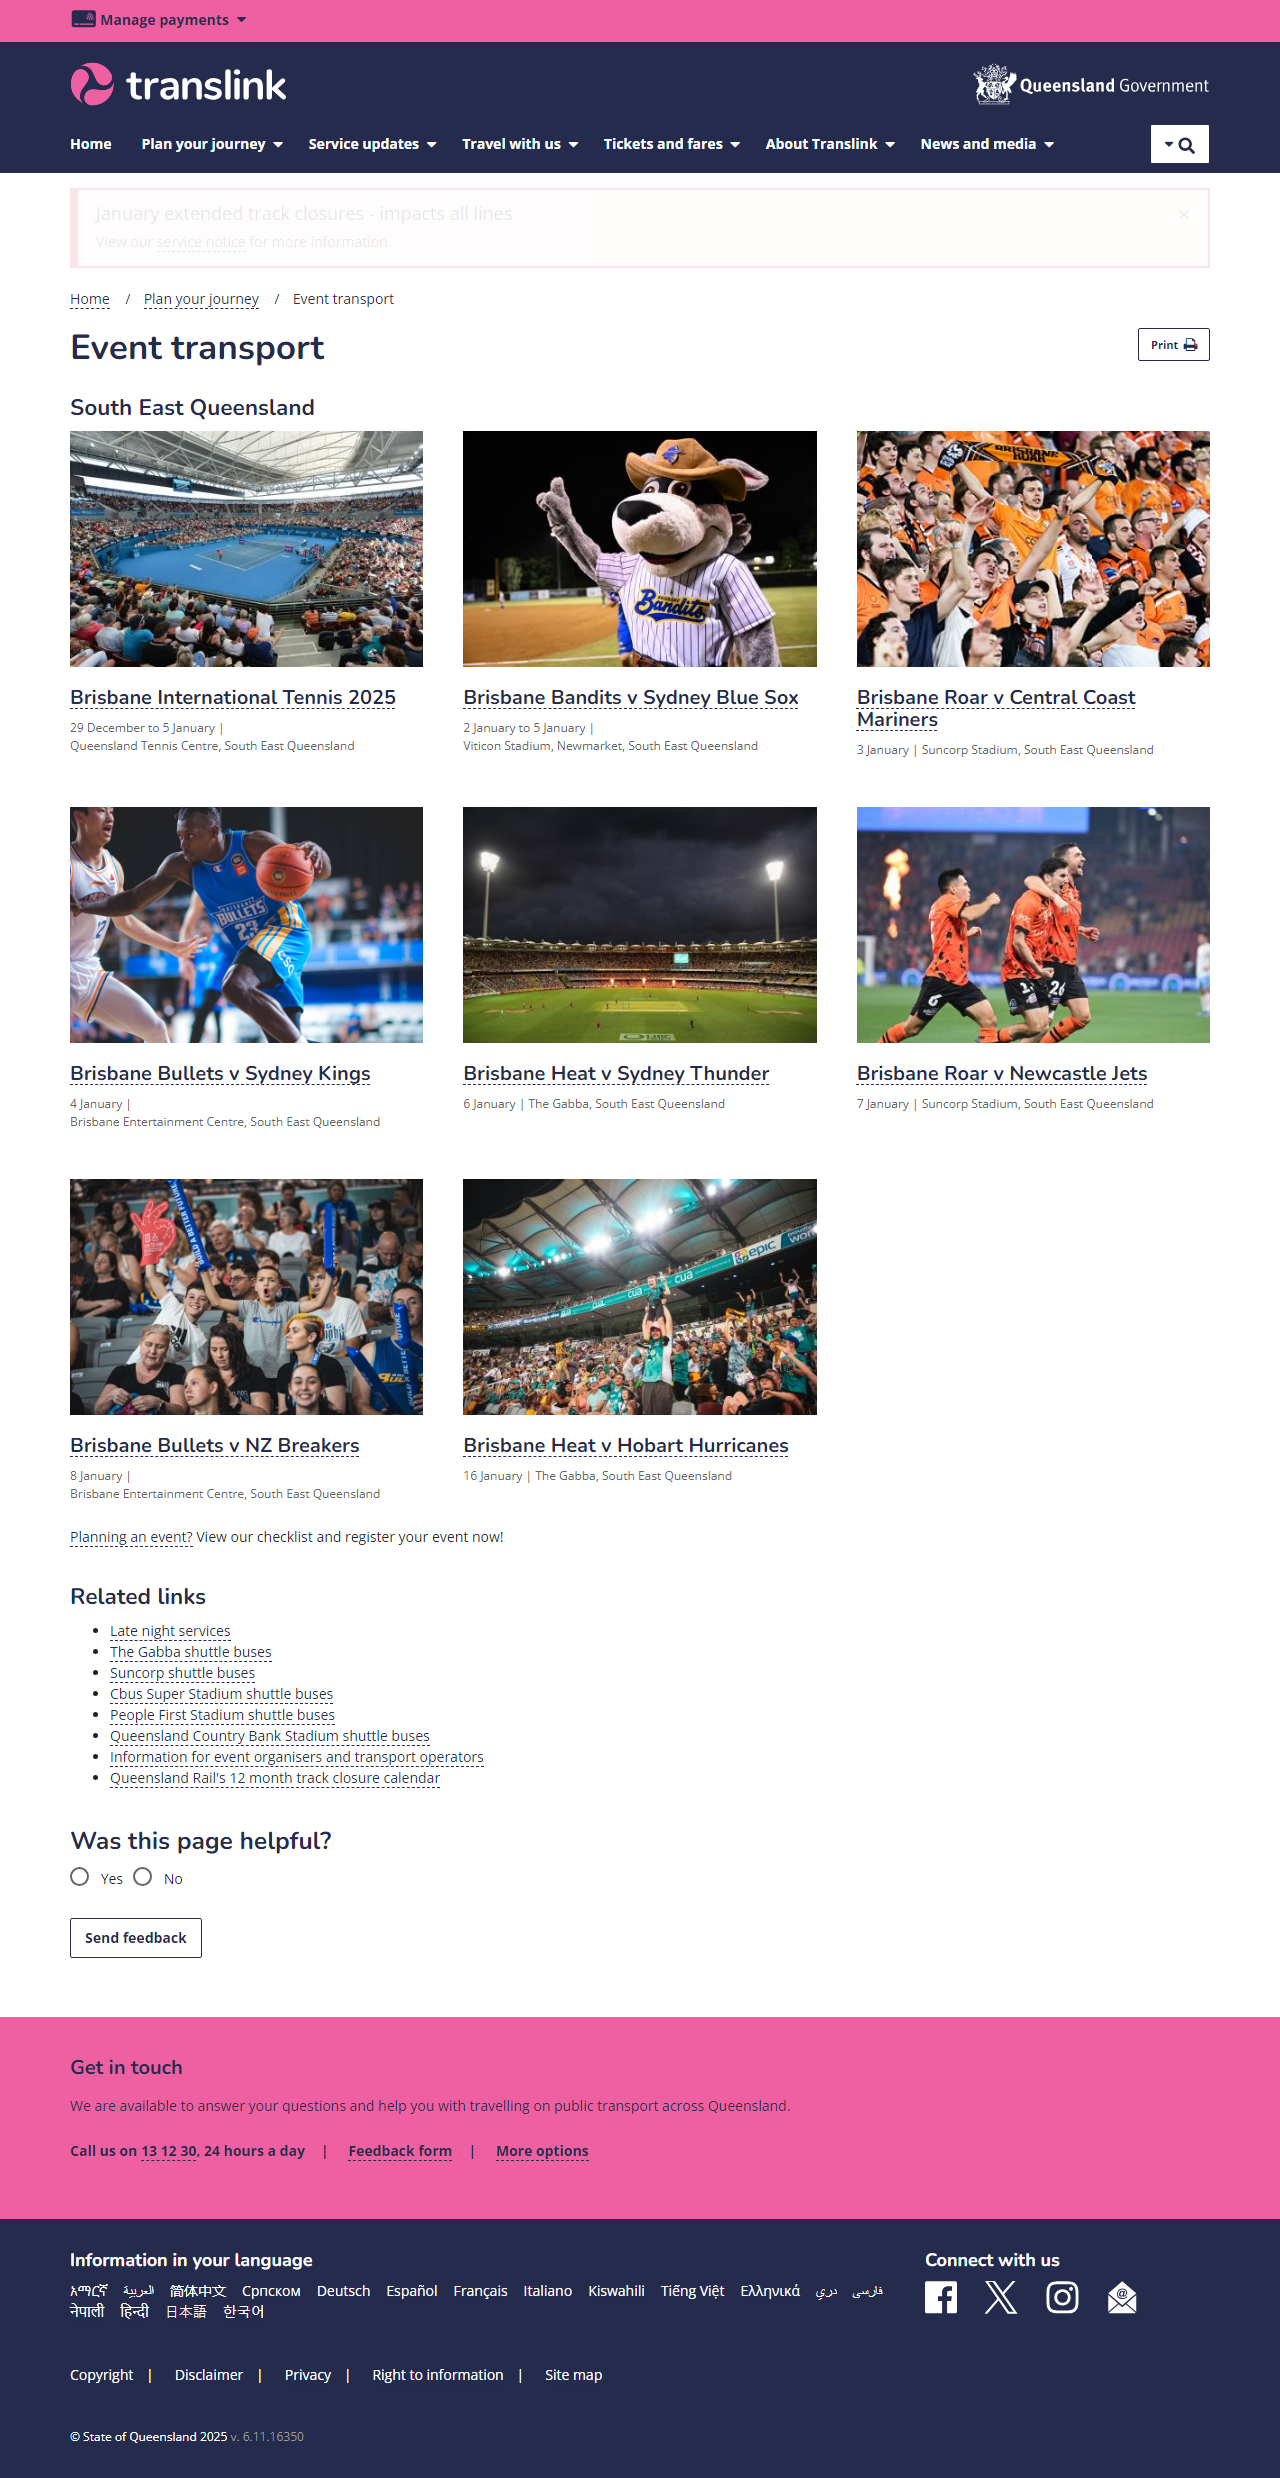 Manage payments
translink
Queensland Government
Home Plan your journey Service updates Travel with us Tickets and fares About Translink News and media
January extended track closures - impacts all lines ×
View our service notice for more information.
Home / Plan your journey / Event transport
Event transport
Print
South East Queensland
BRISBANE ROAR
Bandits
Brisbane International Tennis 2025
29 December to 5 January |
Queensland Tennis Centre, South East Queensland
Brisbane Bandits v Sydney Blue Sox
2 January to 5 January |
Viticon Stadium, Newmarket, South East Queensland
Brisbane Roar v Central Coast
Mariners
3 January | Suncorp Stadium, South East Queensland
BULLETS
23
6
26
Brisbane Bullets v Sydney Kings
4 January |
Brisbane Entertainment Centre, South East Queensland
Brisbane Heat v Sydney Thunder
6 January | The Gabba, South East Queensland
Brisbane Roar v Newcastle Jets
7 January | Suncorp Stadium, South East Queensland
BUILD A BETTER FUTURE
epic
cua
cua
Brisbane Bullets v NZ Breakers
8 January |
Brisbane Entertainment Centre, South East Queensland
Brisbane Heat v Hobart Hurricanes
16 January | The Gabba, South East Queensland
Planning an event? View our checklist and register your event now!
Related links
Late night services
The Gabba shuttle buses
Suncorp shuttle buses
Cbus Super Stadium shuttle buses
People First Stadium shuttle buses
Queensland Country Bank Stadium shuttle buses
Information for event organisers and transport operators
Queensland Rail's 12 month track closure calendar
Was this page helpful?
Yes No
Send feedback
Get in touch
We are available to answer your questions and help you with travelling on public transport across Queensland.
Call us on 13 12 30, 24 hours a day | Feedback form | More options
Information in your language
አማርኛ العربية 简体中文 Српском Deutsch Español Français Italiano Kiswahili Tiếng Việt Ελληνικά دري فارسی
नेपाली हिन्दी 日本語 한국어
Connect with us
Copyright | Disclaimer | Privacy | Right to information | Site map
© State of Queensland 2025 v. 6.11.16350